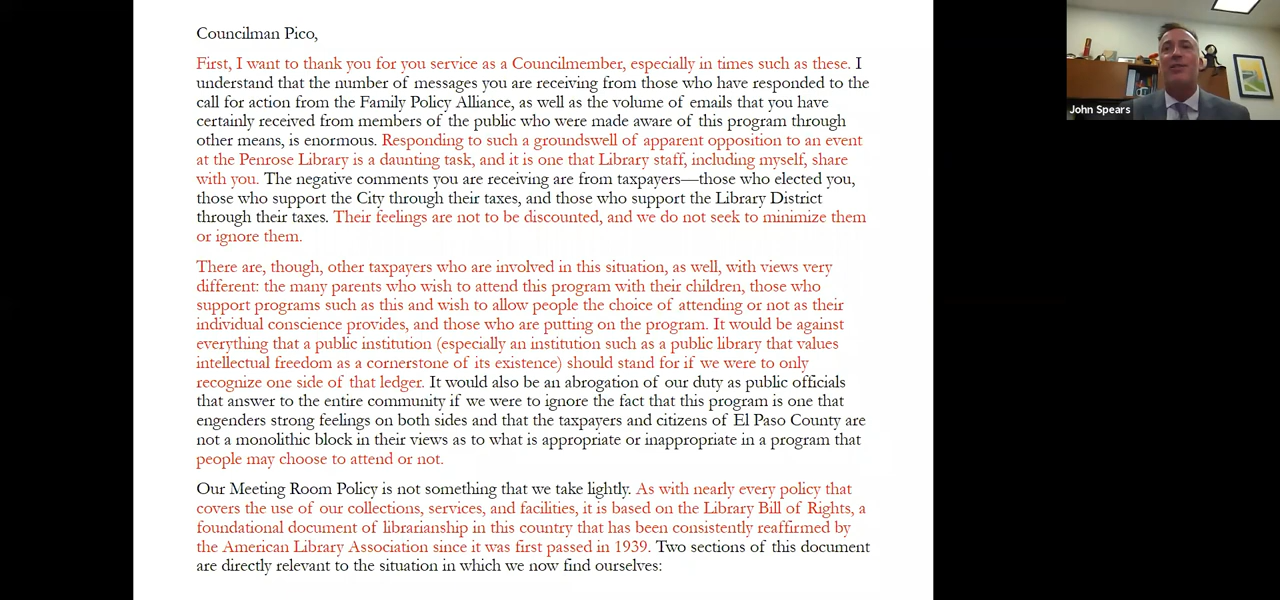 Councilman Pico,
First, I want to thank you for you service as a Councilmember, especially in times such as these. I
understand that the number of messages you are receiving from those who have responded to the
call for action from the Family Policy Alliance, as well as the volume of emails that you have
certainly received from members of the public who were made aware of this program through
other means, is enormous. Responding to such a groundswell of apparent opposition to an event
at the Penrose Library is a daunting task, and it is one that Library staff, including myself, share
with you. The negative comments you are receiving are from taxpayers—those who elected you,
those who support the City through their taxes, and those who support the Library District
through their taxes. Their feelings are not to be discounted, and we do not seek to minimize them
or ignore them.
There are, though, other taxpayers who are involved in this situation, as well, with views very
different: the many parents who wish to attend this program with their children, those who
support programs such as this and wish to allow people the choice of attending or not as their
individual conscience provides, and those who are putting on the program. It would be against
everything that a public institution (especially an institution such as a public library that values
intellectual freedom as a cornerstone of its existence) should stand for if we were to only
recognize one side of that ledger. It would also be an abrogation of our duty as public officials
that answer to the entire community if we were to ignore the fact that this program is one that
engenders strong feelings on both sides and that the taxpayers and citizens of El Paso County are
not a monolithic block in their views as to what is appropriate or inappropriate in a program that
people may choose to attend or not.
Our Meeting Room Policy is not something that we take lightly. As with nearly every policy that
covers the use of our collections, services, and facilities, it is based on the Library Bill of Rights, a
foundational document of librarianship in this country that has been consistently reaffirmed by
the American Library Association since it was first passed in 1939. Two sections of this document
are directly relevant to the situation in which we now find ourselves:
John Spears